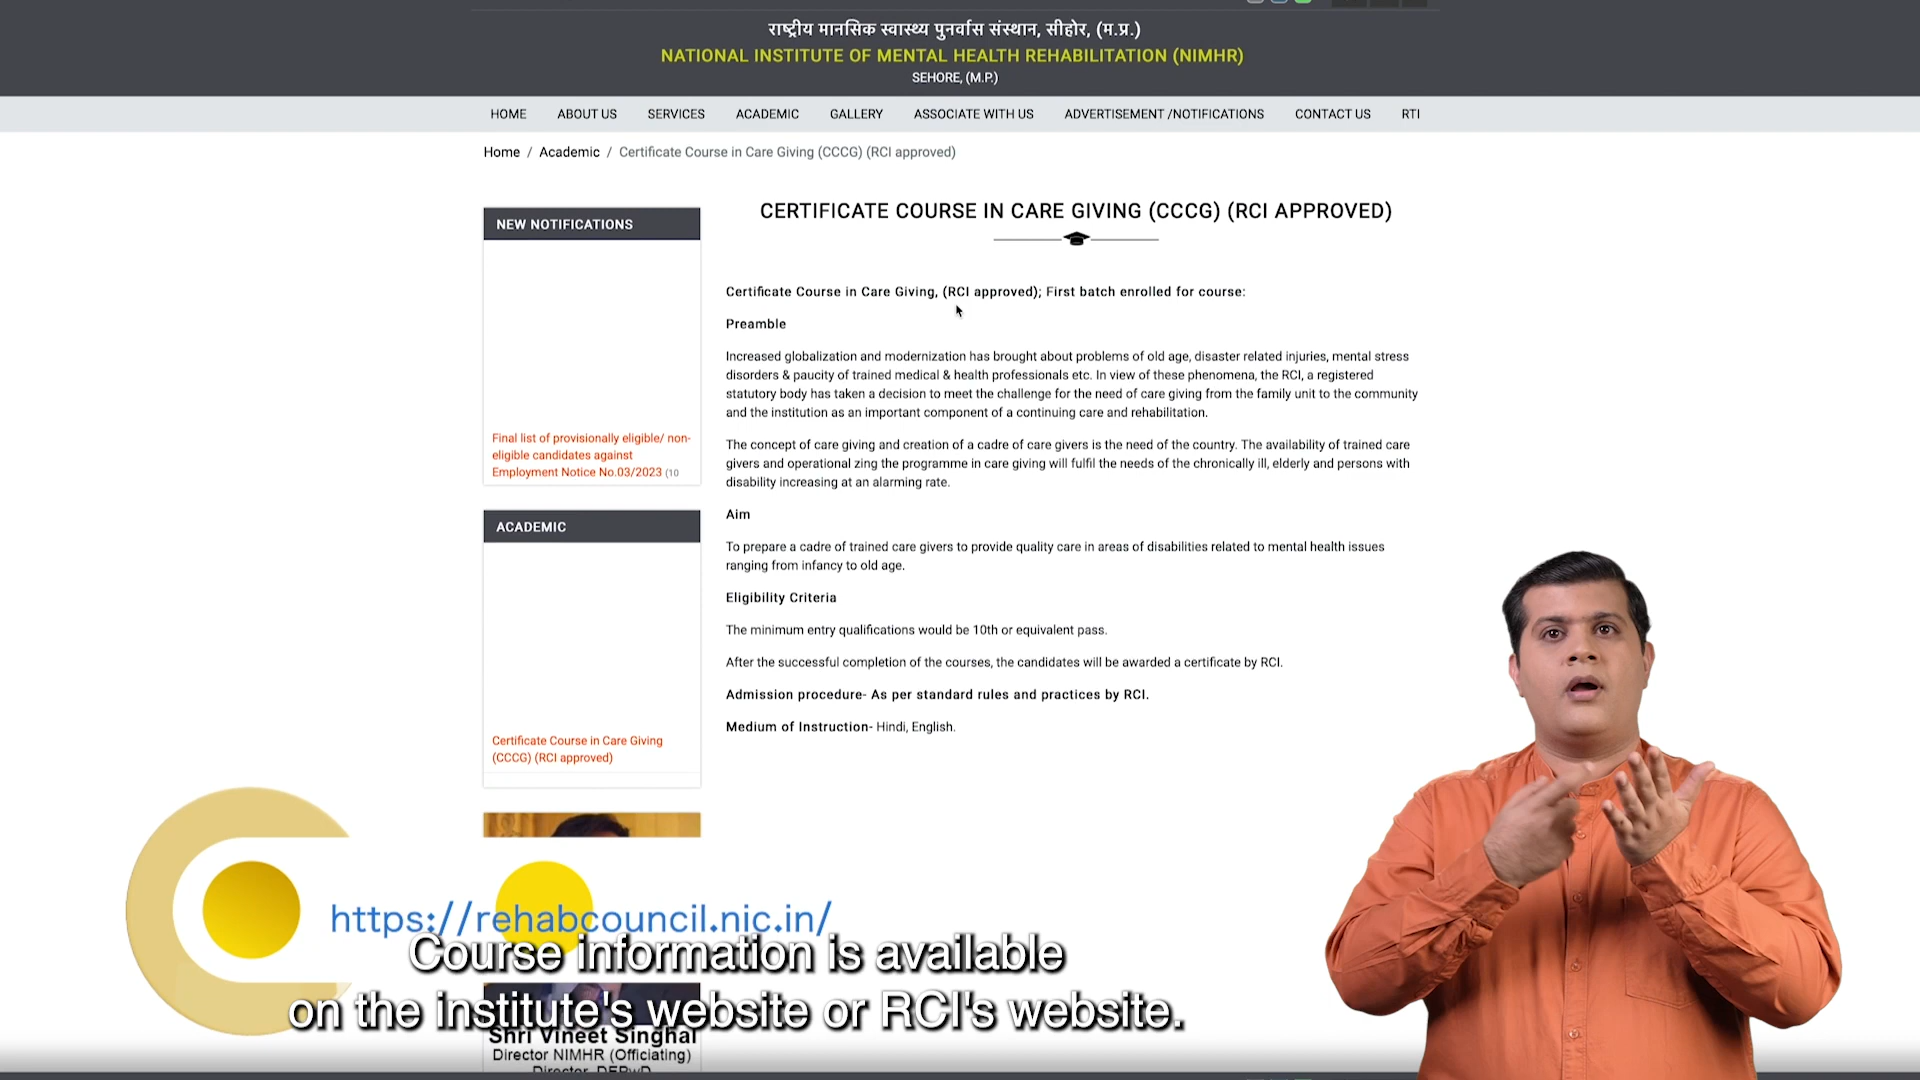 राष्ट्रीय मानसिक स्वास्थ्य पुनर्वास संस्थान, सीहोर, (म.प्र.)
NATIONAL INSTITUTE OF MENTAL HEALTH REHABILITATION (NIMHR)
SEHORE, (M.P.)
HOME ABOUT US SERVICES ACADEMIC GALLERY ASSOCIATE WITH US ADVERTISEMENT /NOTIFICATIONS CONTACT US RTI
Home / Academic / Certificate Course in Care Giving (CCCG) (RCI approved)
NEW NOTIFICATIONS
Final list of provisionally eligible/ non-
eligible candidates against
Employment Notice No.03/2023 (10
ACADEMIC
Certificate Course in Care Giving
(CCCG) (RCI approved)
CERTIFICATE COURSE IN CARE GIVING (CCCG) (RCI APPROVED)
Certificate Course in Care Giving, (RCI approved); First batch enrolled for course:
Preamble
Increased globalization and modernization has brought about problems of old age, disaster related injuries, mental stress
disorders & paucity of trained medical & health professionals etc. In view of these phenomena, the RCI, a registered
statutory body has taken a decision to meet the challenge for the need of care giving from the family unit to the community
and the institution as an important component of a continuing care and rehabilitation.
The concept of care giving and creation of a cadre of care givers is the need of the country. The availability of trained care
givers and operational zing the programme in care giving will fulfil the needs of the chronically ill, elderly and persons with
disability increasing at an alarming rate.
Aim
To prepare a cadre of trained care givers to provide quality care in areas of disabilities related to mental health issues
ranging from infancy to old age.
Eligibility Criteria
The minimum entry qualifications would be 10th or equivalent pass.
After the successful completion of the courses, the candidates will be awarded a certificate by RCI.
Admission procedure- As per standard rules and practices by RCI.
Medium of Instruction- Hindi, English.
https://rehabcouncil.nic.in/
Course information is available
on the institute's website or RCI's website.
Shri Vineet Singhal
Director NIMHR (Officiating)
Director, DEPwD